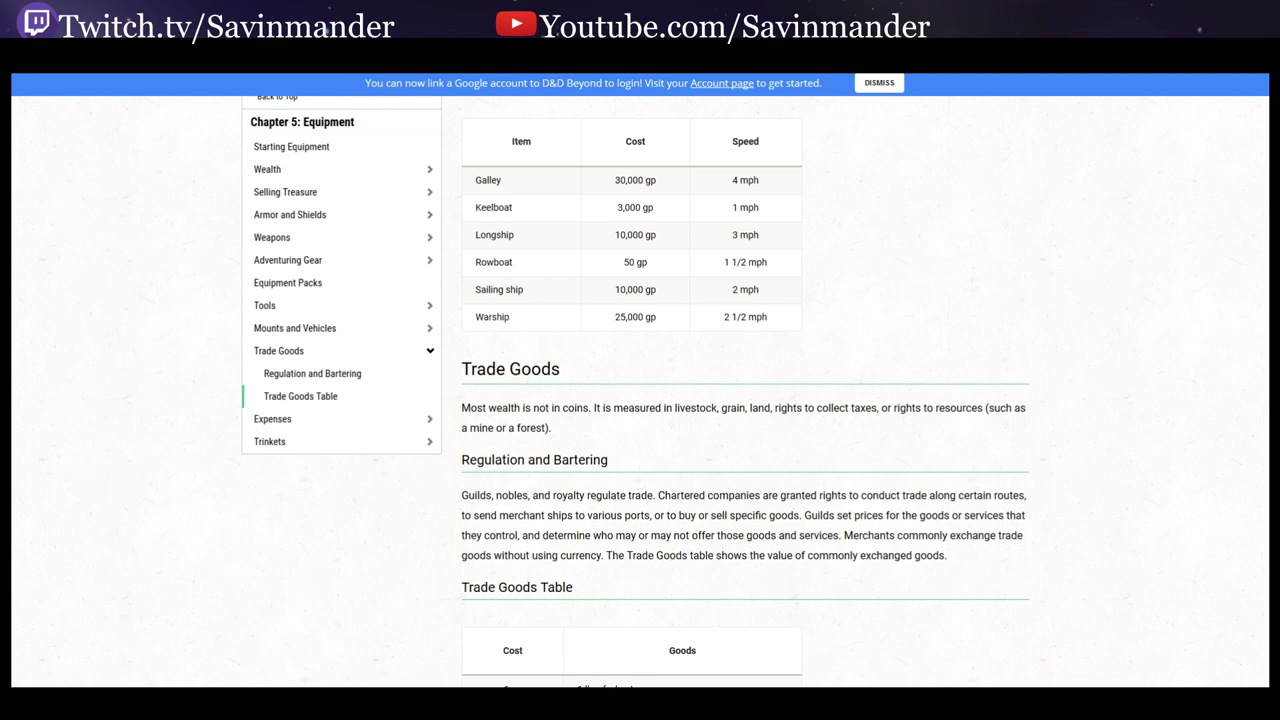 Twitch.tv/Savinmander
Youtube.com/Savinmander
You can now link a Google account to D&D Beyond to login! Visit your Account page to get started.
DISMISS
Back to Top
Chapter 5: Equipment
Starting Equipment
Wealth
Selling Treasure
Armor and Shields
Weapons
Adventuring Gear
Equipment Packs
Tools
Mounts and Vehicles
Trade Goods
Regulation and Bartering
Trade Goods Table
Expenses
Trinkets
Item Cost Speed
Galley 30,000 gp 4 mph
Keelboat 3,000 gp 1 mph
Longship 10,000 gp 3 mph
Rowboat 50 gp 1 1/2 mph
Sailing ship 10,000 gp 2 mph
Warship 25,000 gp 2 1/2 mph
Trade Goods
Most wealth is not in coins. It is measured in livestock, grain, land, rights to collect taxes, or rights to resources (such as
a mine or a forest).
Regulation and Bartering
Guilds, nobles, and royalty regulate trade. Chartered companies are granted rights to conduct trade along certain routes,
to send merchant ships to various ports, or to buy or sell specific goods. Guilds set prices for the goods or services that
they control, and determine who may or may not offer those goods and services. Merchants commonly exchange trade
goods without using currency. The Trade Goods table shows the value of commonly exchanged goods.
Trade Goods Table
Cost Goods